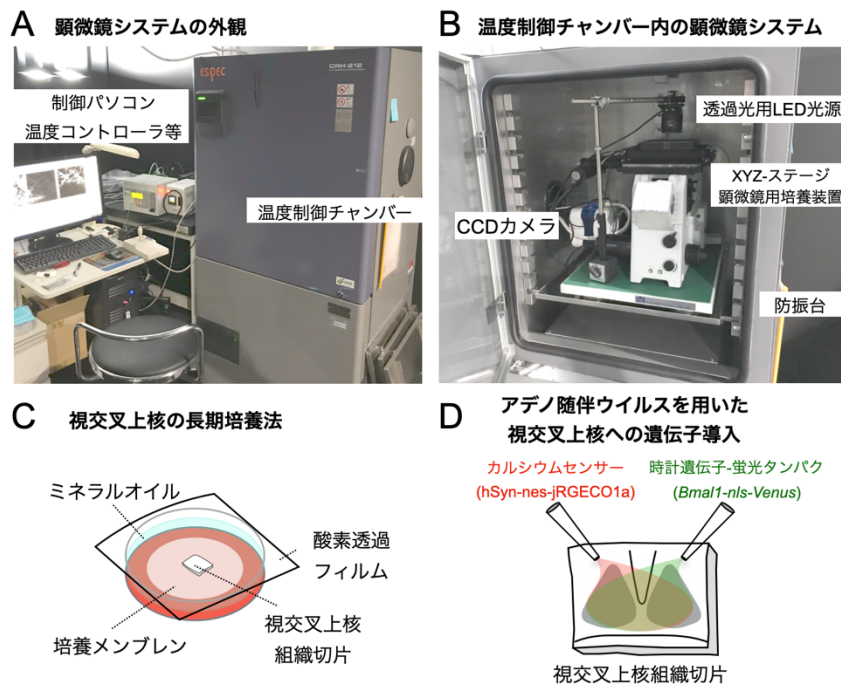 A 顕微鏡システムの外観
制御パソコン
温度コントローラ等
ESPEC
CRH-212
温度制御チャンバー
B 温度制御チャンバー内の顕微鏡システム
透過光用LED光源
XYZ-ステージ
顕微鏡用培養装置
CCDカメラ
防振台
C 視交叉上核の長期培養法
ミネラルオイル
酸素透過
フィルム
培養メンブレン
視交叉上核
組織切片
D アデノ随伴ウイルスを用いた
視交叉上核への遺伝子導入
カルシウムセンサー
(hSyn-nes-jRGECO1a)
時計遺伝子-蛍光タンパク
(Bmal1-nls-Venus)
視交叉上核組織切片